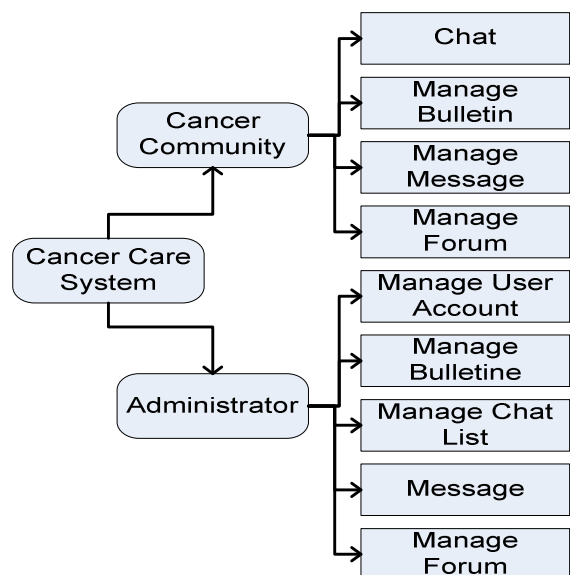 Chat
Manage
Bulletin
Cancer
Community
Manage
Message
Manage
Forum
Cancer Care
System
Manage User
Account
Manage
Bulletine
Administrator
Manage Chat
List
Message
Manage
Forum